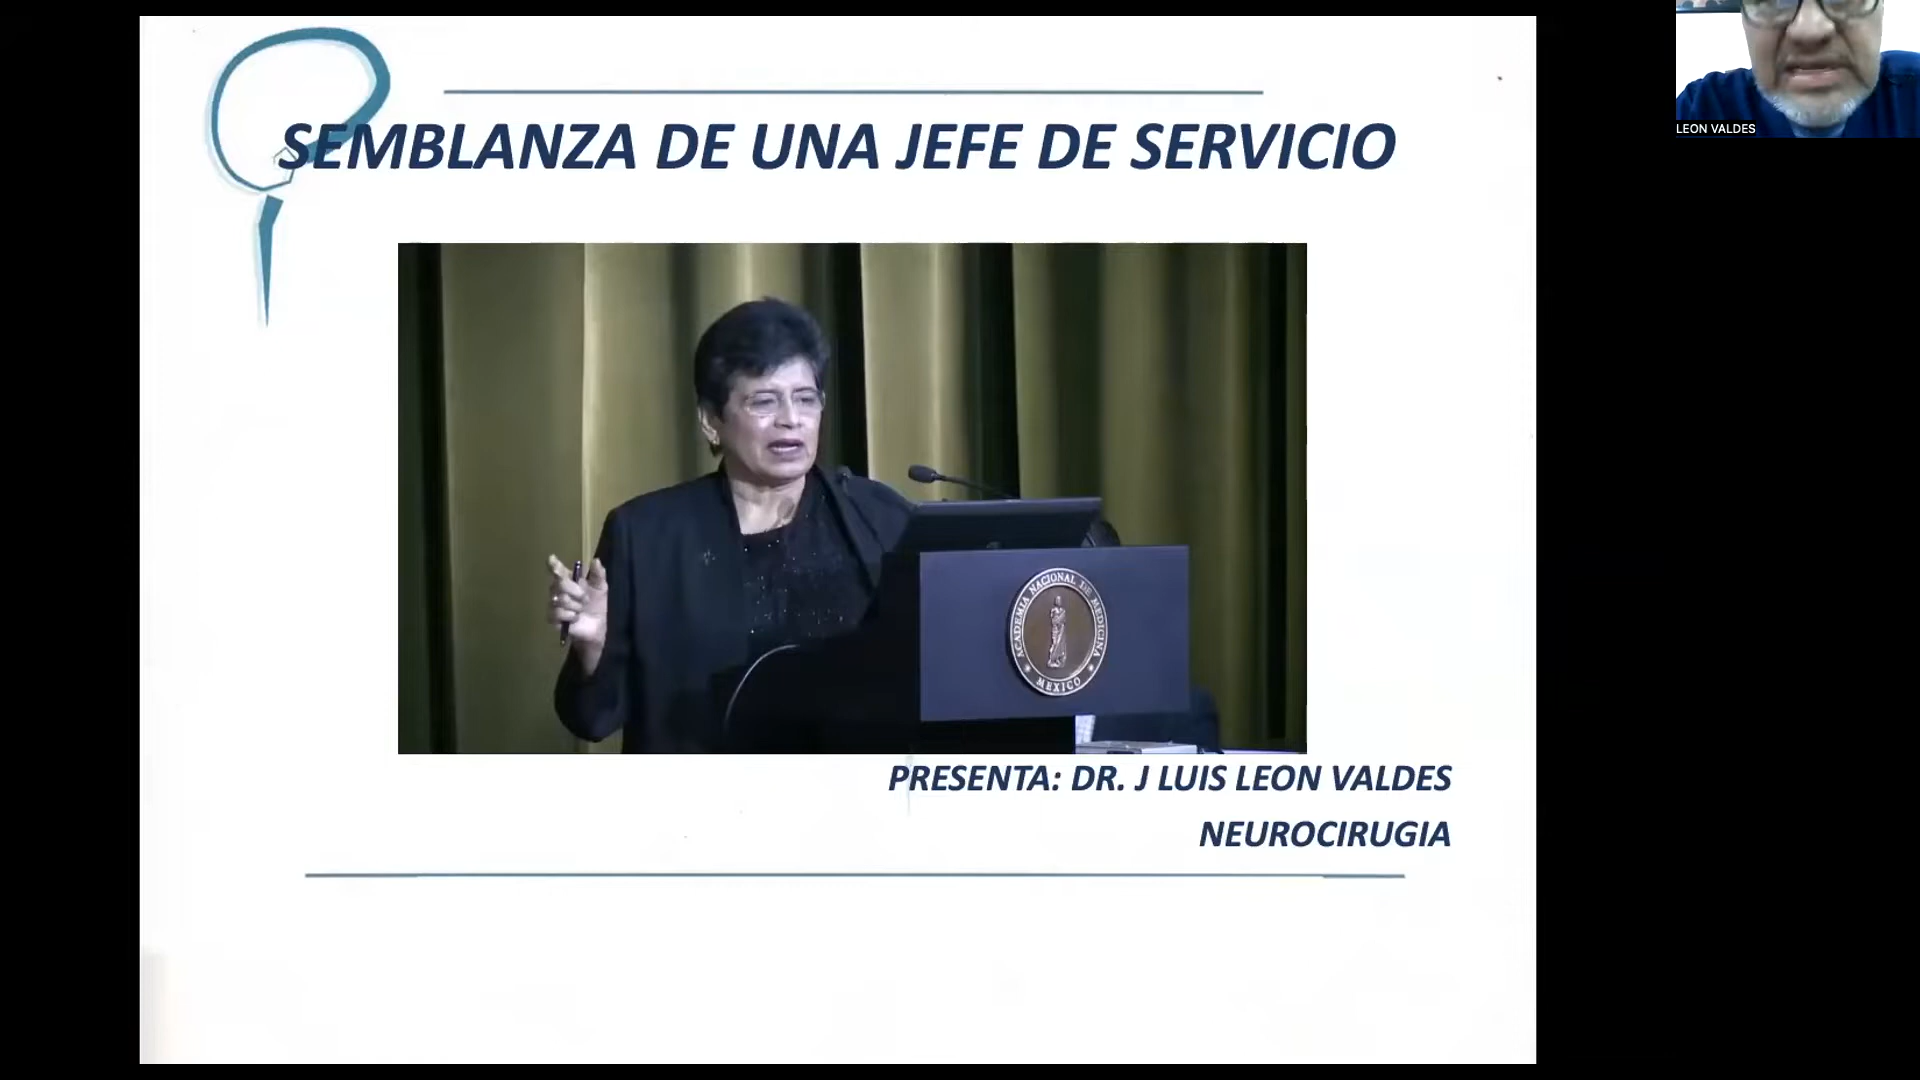 SEMBLANZA DE UNA JEFE DE SERVICIO
LEON VALDES
ACADEMIA NACIONAL DE MEDICINA
MEXICO
PRESENTA: DR. J LUIS LEON VALDES
NEUROCIRUGIA